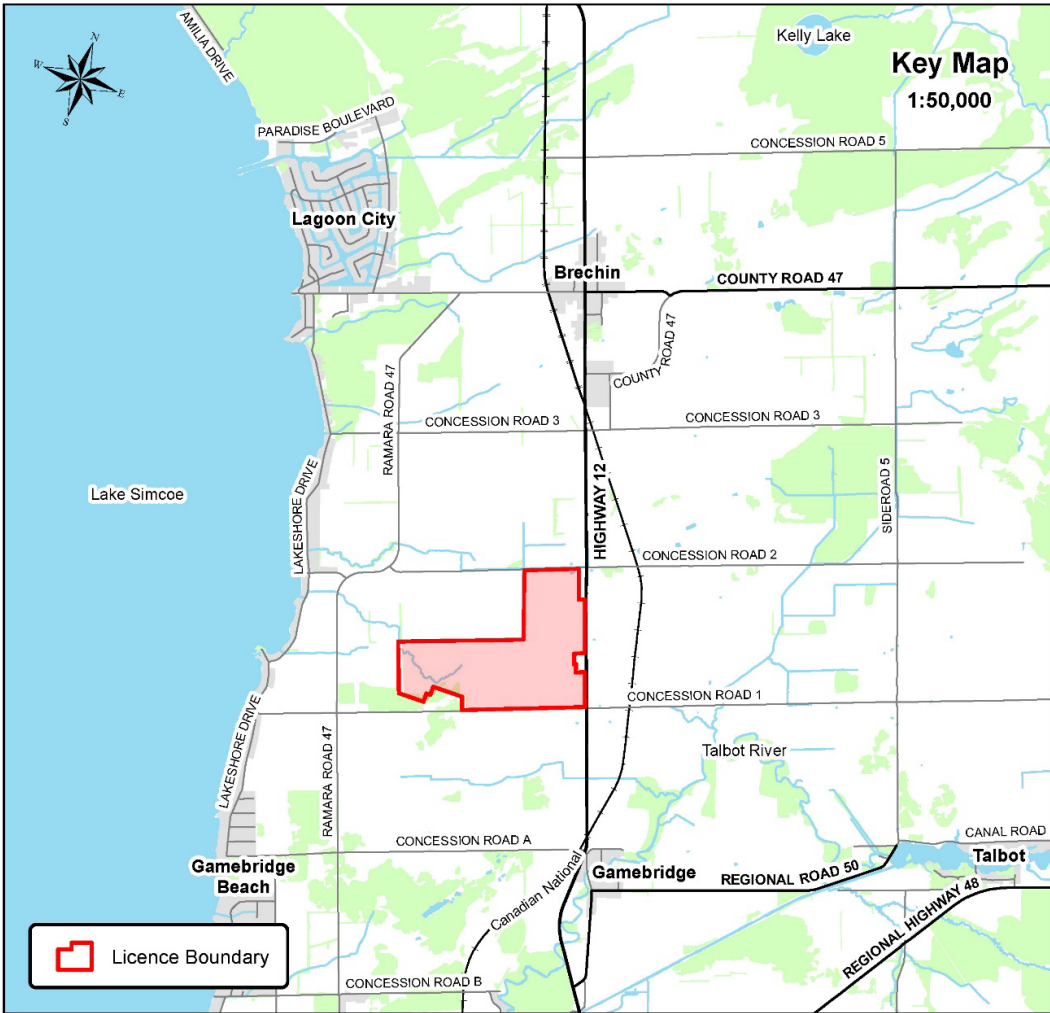 AMILIA DRIVE
Kelly Lake
Key Map
1:50,000
N
W
E
S
PARADISE BOULEVARD
CONCESSION ROAD 5
Lagoon City
Brechin
COUNTY ROAD 47
COUNTY ROAD 47
RAMARA ROAD 47
CONCESSION ROAD 3
CONCESSION ROAD 3
LAKESHORE DRIVE
Lake Simcoe
HIGHWAY 12
SIDEROAD 5
CONCESSION ROAD 2
CONCESSION ROAD 1
LAKESHORE DRIVE
RAMARA ROAD 47
Talbot River
CONCESSION ROAD A
CANAL ROAD
Gamebridge
Beach
Canadian National
Gamebridge
REGIONAL ROAD 50
Talbot
REGIONAL HIGHWAY 48
Licence Boundary
CONCESSION ROAD B